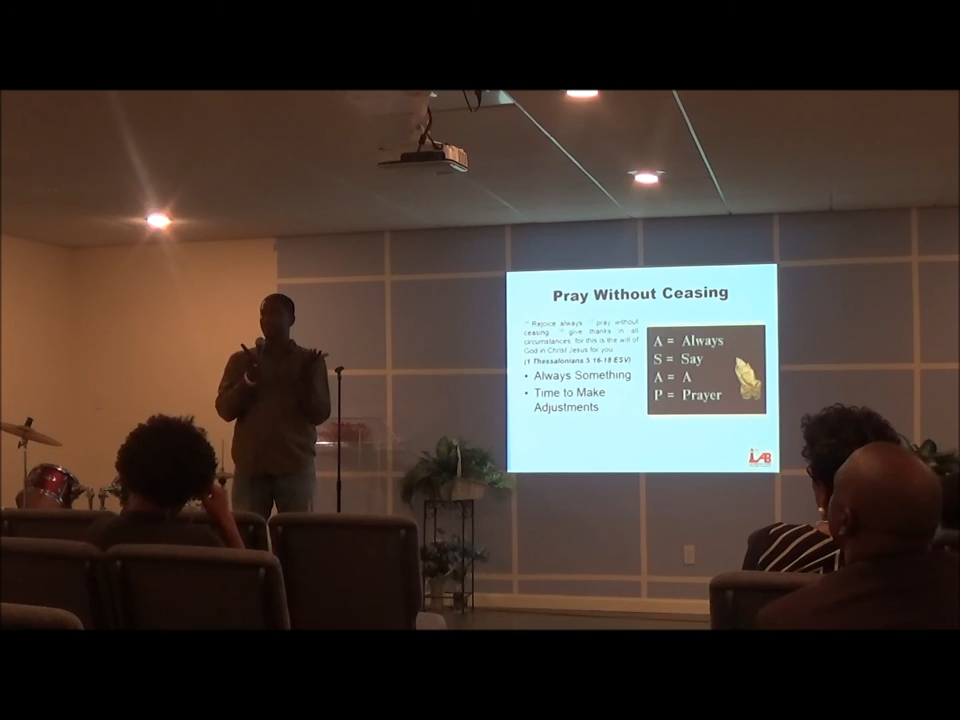 Pray Without Ceasing
Rejoice always, pray without
ceasing, give thanks in all
circumstances; for this is the will of
God in Christ Jesus for you.
(1 Thessalonians 5:16-18 ESV)
• Always Something
• Time to Make
Adjustments
A = Always
S = Say
A = A
P = Prayer
LAB